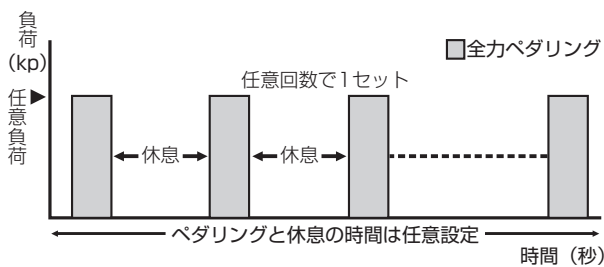 負荷
(kp)
任意負荷
全力ペダリング
任意回数で1セット
休息
休息
ペダリングと休息の時間は任意設定
時間（秒）